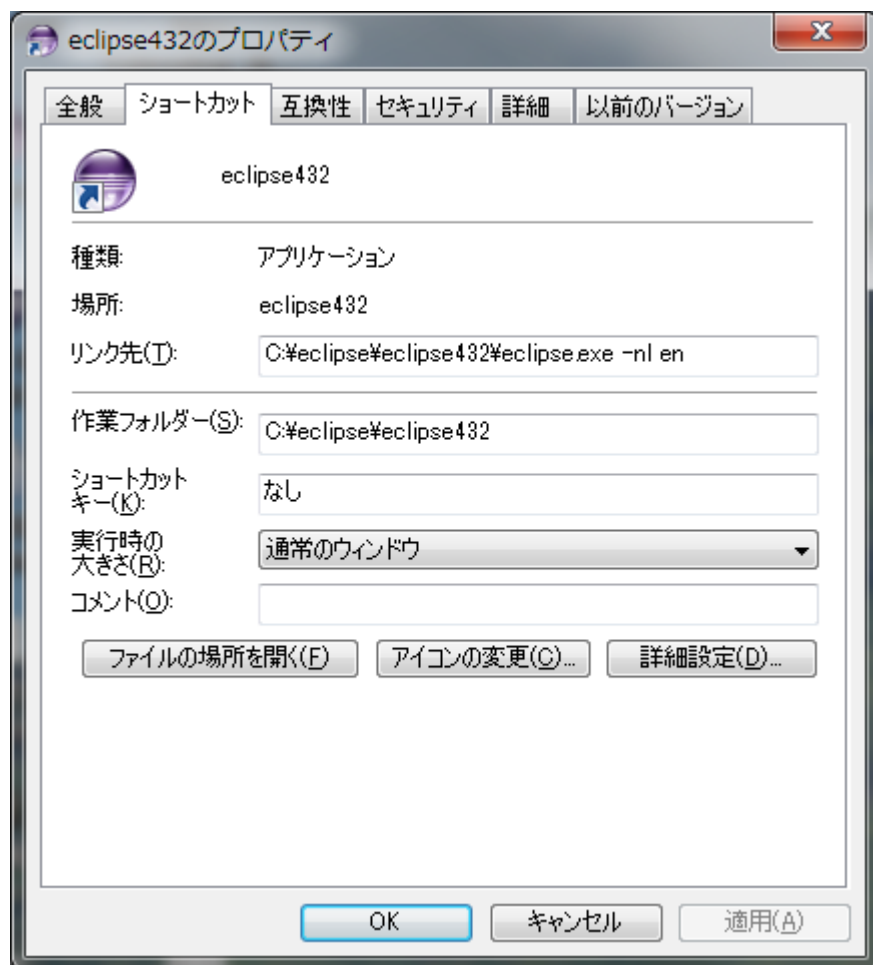 eclipse432のプロパティ
全般 ショートカット 互換性 セキュリティ 詳細 以前のバージョン
eclipse432
種類: アプリケーション
場所: eclipse432
リンク先(T): C:¥eclipse¥eclipse432¥eclipse.exe -nl en
作業フォルダー(S): C:¥eclipse¥eclipse432
ショートカット
キー(K): なし
実行時の
大きさ(R): 通常のウィンドウ
コメント(O):
ファイルの場所を開く(F) アイコンの変更(C)... 詳細設定(D)...
OK キャンセル 適用(A)